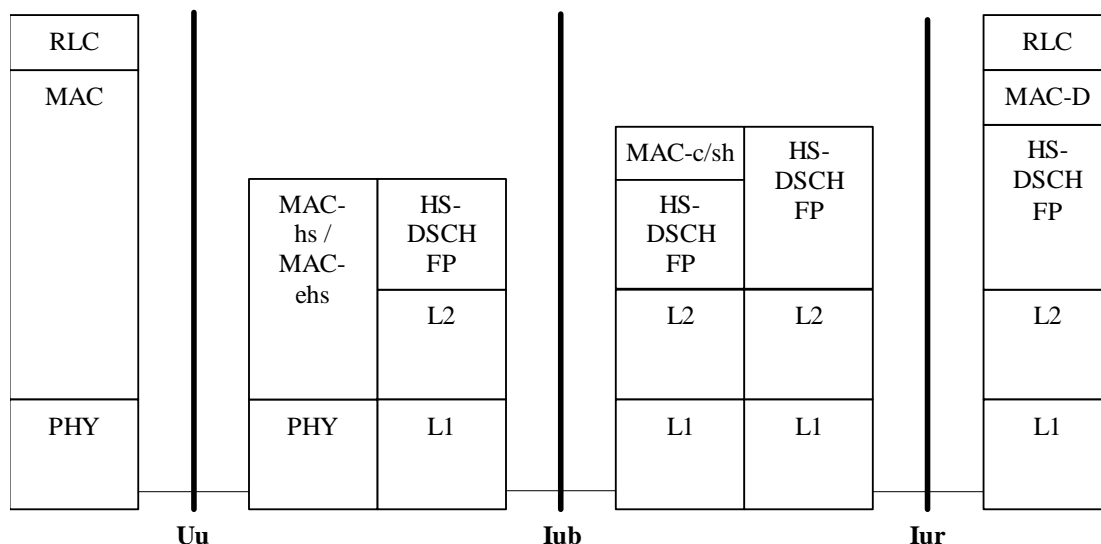 RLC
MAC
PHY
MAC-
hs /
MAC-
ehs
PHY
HS-
DSCH
FP
L2
L1
MAC-c/sh
HS-
DSCH
FP
L2
L1
HS-
DSCH
FP
L2
L1
RLC
MAC-D
HS-
DSCH
FP
L2
L1
Uu
Iub
Iur